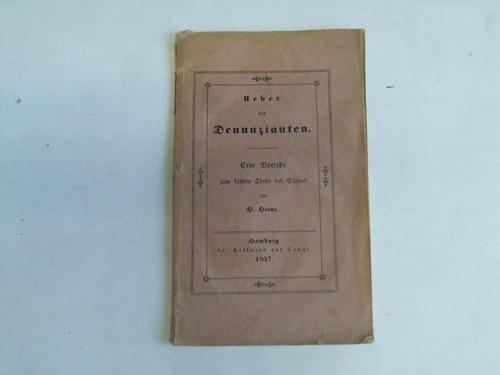 Ueber
den
Denunzianten.
Eine Vorrede
zum dritten Theile des Salons
von
H. Heine.
Hamburg
bei Hoffmann und Campe.
1837.